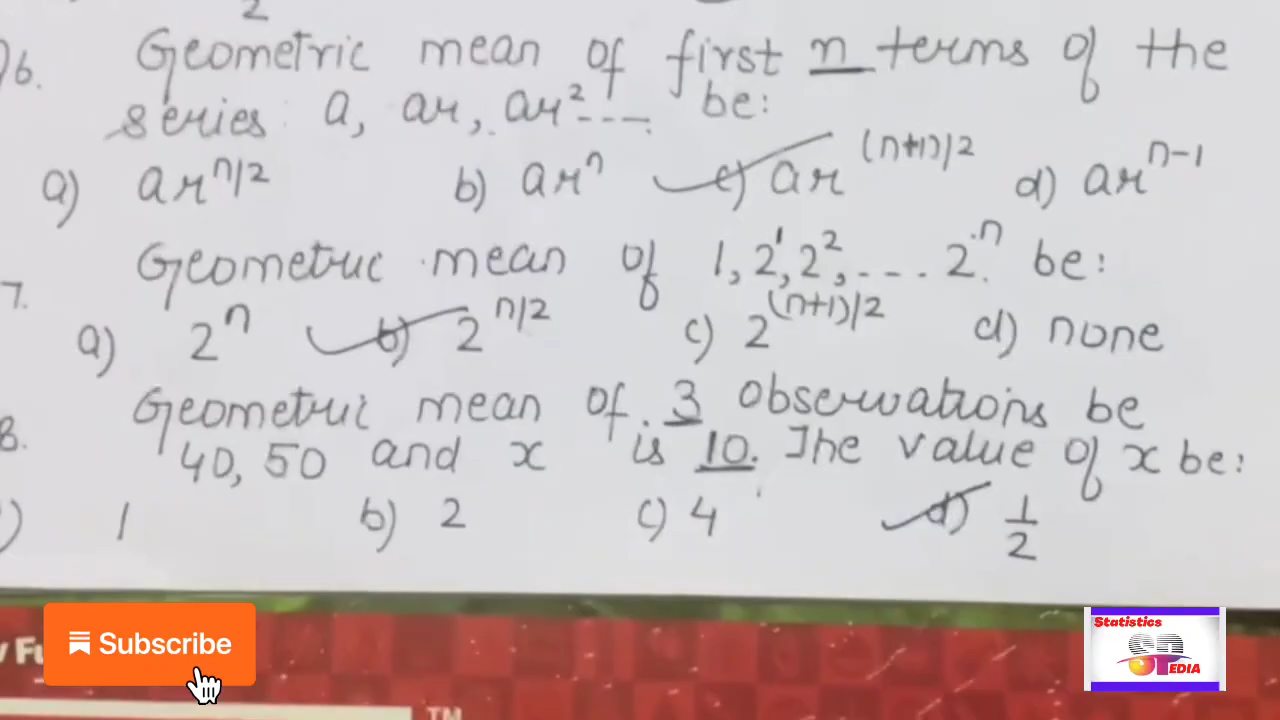 2
)6. Geometric mean of first n terms of the
series: a, ar, ar²---. be:
a) ar^n/2 b) ar^n c) ar^(n+1)/2 d) ar^n-1
7. Geometric mean of 1, 2¹, 2², --- 2^n be:
a) 2^n b) 2^n/2 c) 2^(n+1)/2 d) none
8. Geometric mean of 3 observations be
40, 50 and x is 10. The value of x be:
) 1 b) 2 c) 4 d) 1/2
Subscribe
TM
Statistics
PEDIA